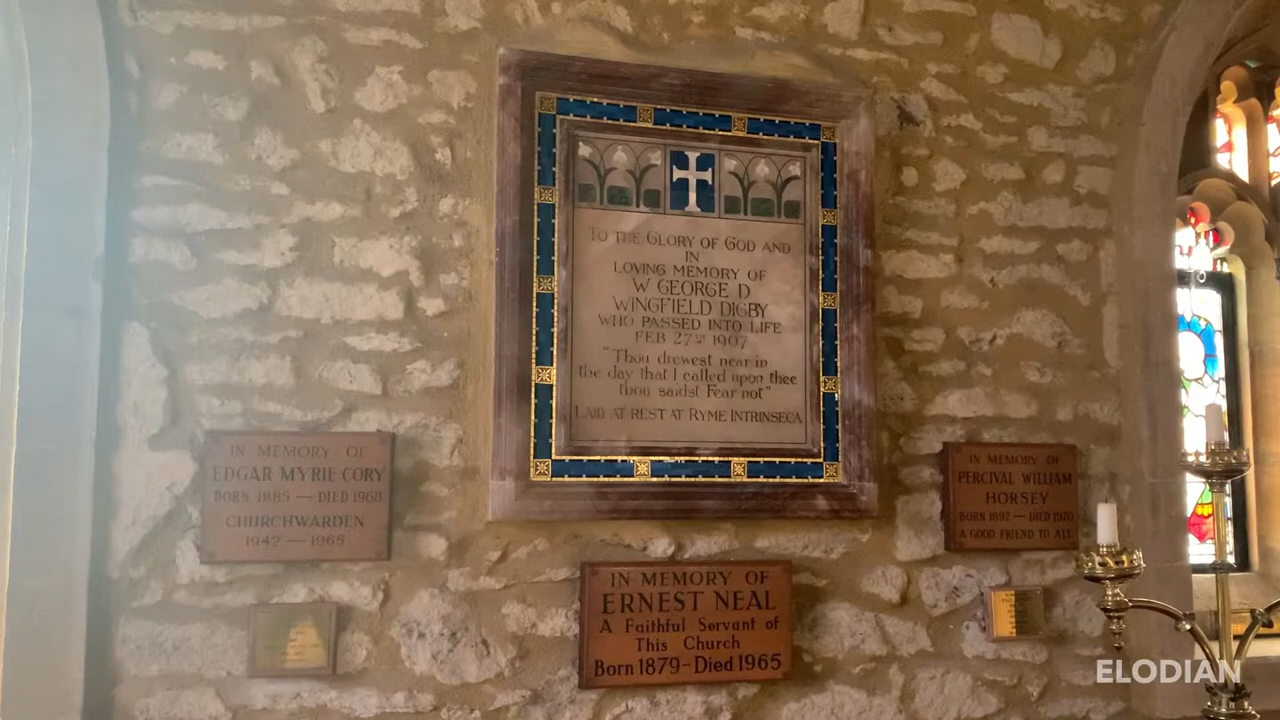 TO THE GLORY OF GOD AND
IN
LOVING MEMORY OF
W GEORGE D
WINGFIELD DIGBY
WHO PASSED INTO LIFE
FEB 27TH 1907
"Thou drewest near in
the day that I called upon thee
thou saidst Fear not"
LAID AT REST AT RYME INTRINSECA
IN MEMORY OF
EDGAR MYRIE CORY
BORN 1885 — DIED 1968
CHURCHWARDEN
1942 — 1965
IN MEMORY OF
ERNEST NEAL
A Faithful Servant of
This Church
Born 1879-Died 1965
IN MEMORY OF
PERCIVAL WILLIAM
HORSEY
BORN 1892 — DIED 1970
A GOOD FRIEND TO ALL
ELODIAN